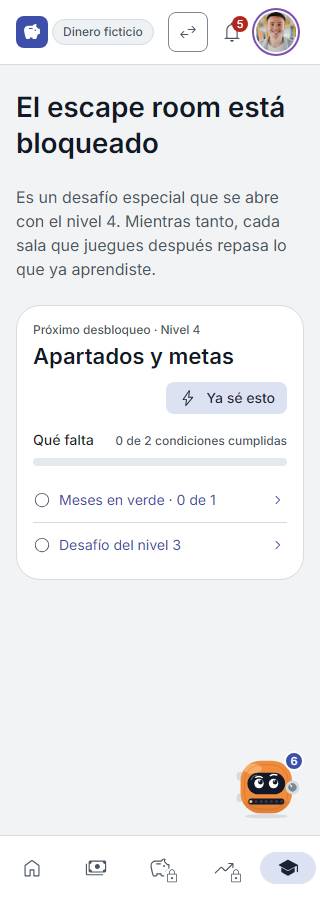 Dinero ficticio
5
El escape room está
bloqueado
Es un desafío especial que se abre
con el nivel 4. Mientras tanto, cada
sala que juegues después repasa lo
que ya aprendiste.
Próximo desbloqueo · Nivel 4
Apartados y metas
Ya sé esto
Qué falta 0 de 2 condiciones cumplidas
Meses en verde · 0 de 1
Desafío del nivel 3
6